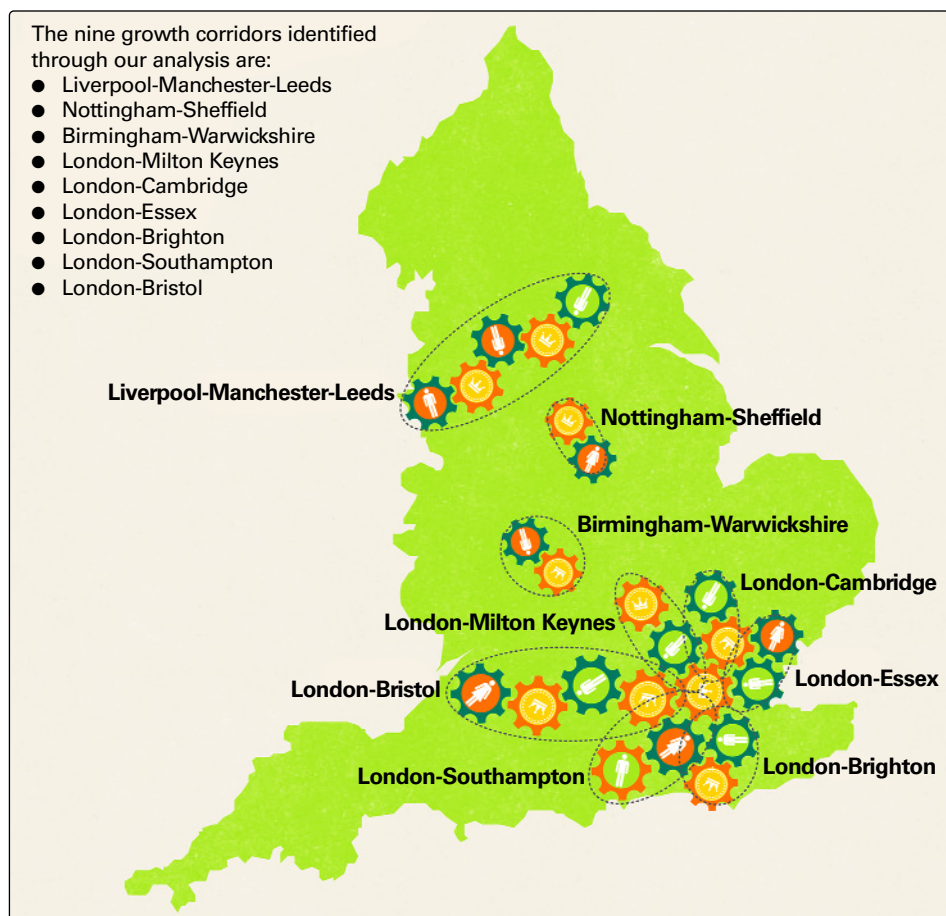 The nine growth corridors identified
through our analysis are:
● Liverpool-Manchester-Leeds
● Nottingham-Sheffield
● Birmingham-Warwickshire
● London-Milton Keynes
● London-Cambridge
● London-Essex
● London-Brighton
● London-Southampton
● London-Bristol
Liverpool-Manchester-Leeds
Nottingham-Sheffield
Birmingham-Warwickshire
London-Cambridge
London-Milton Keynes
London-Essex
London-Bristol
London-Brighton
London-Southampton